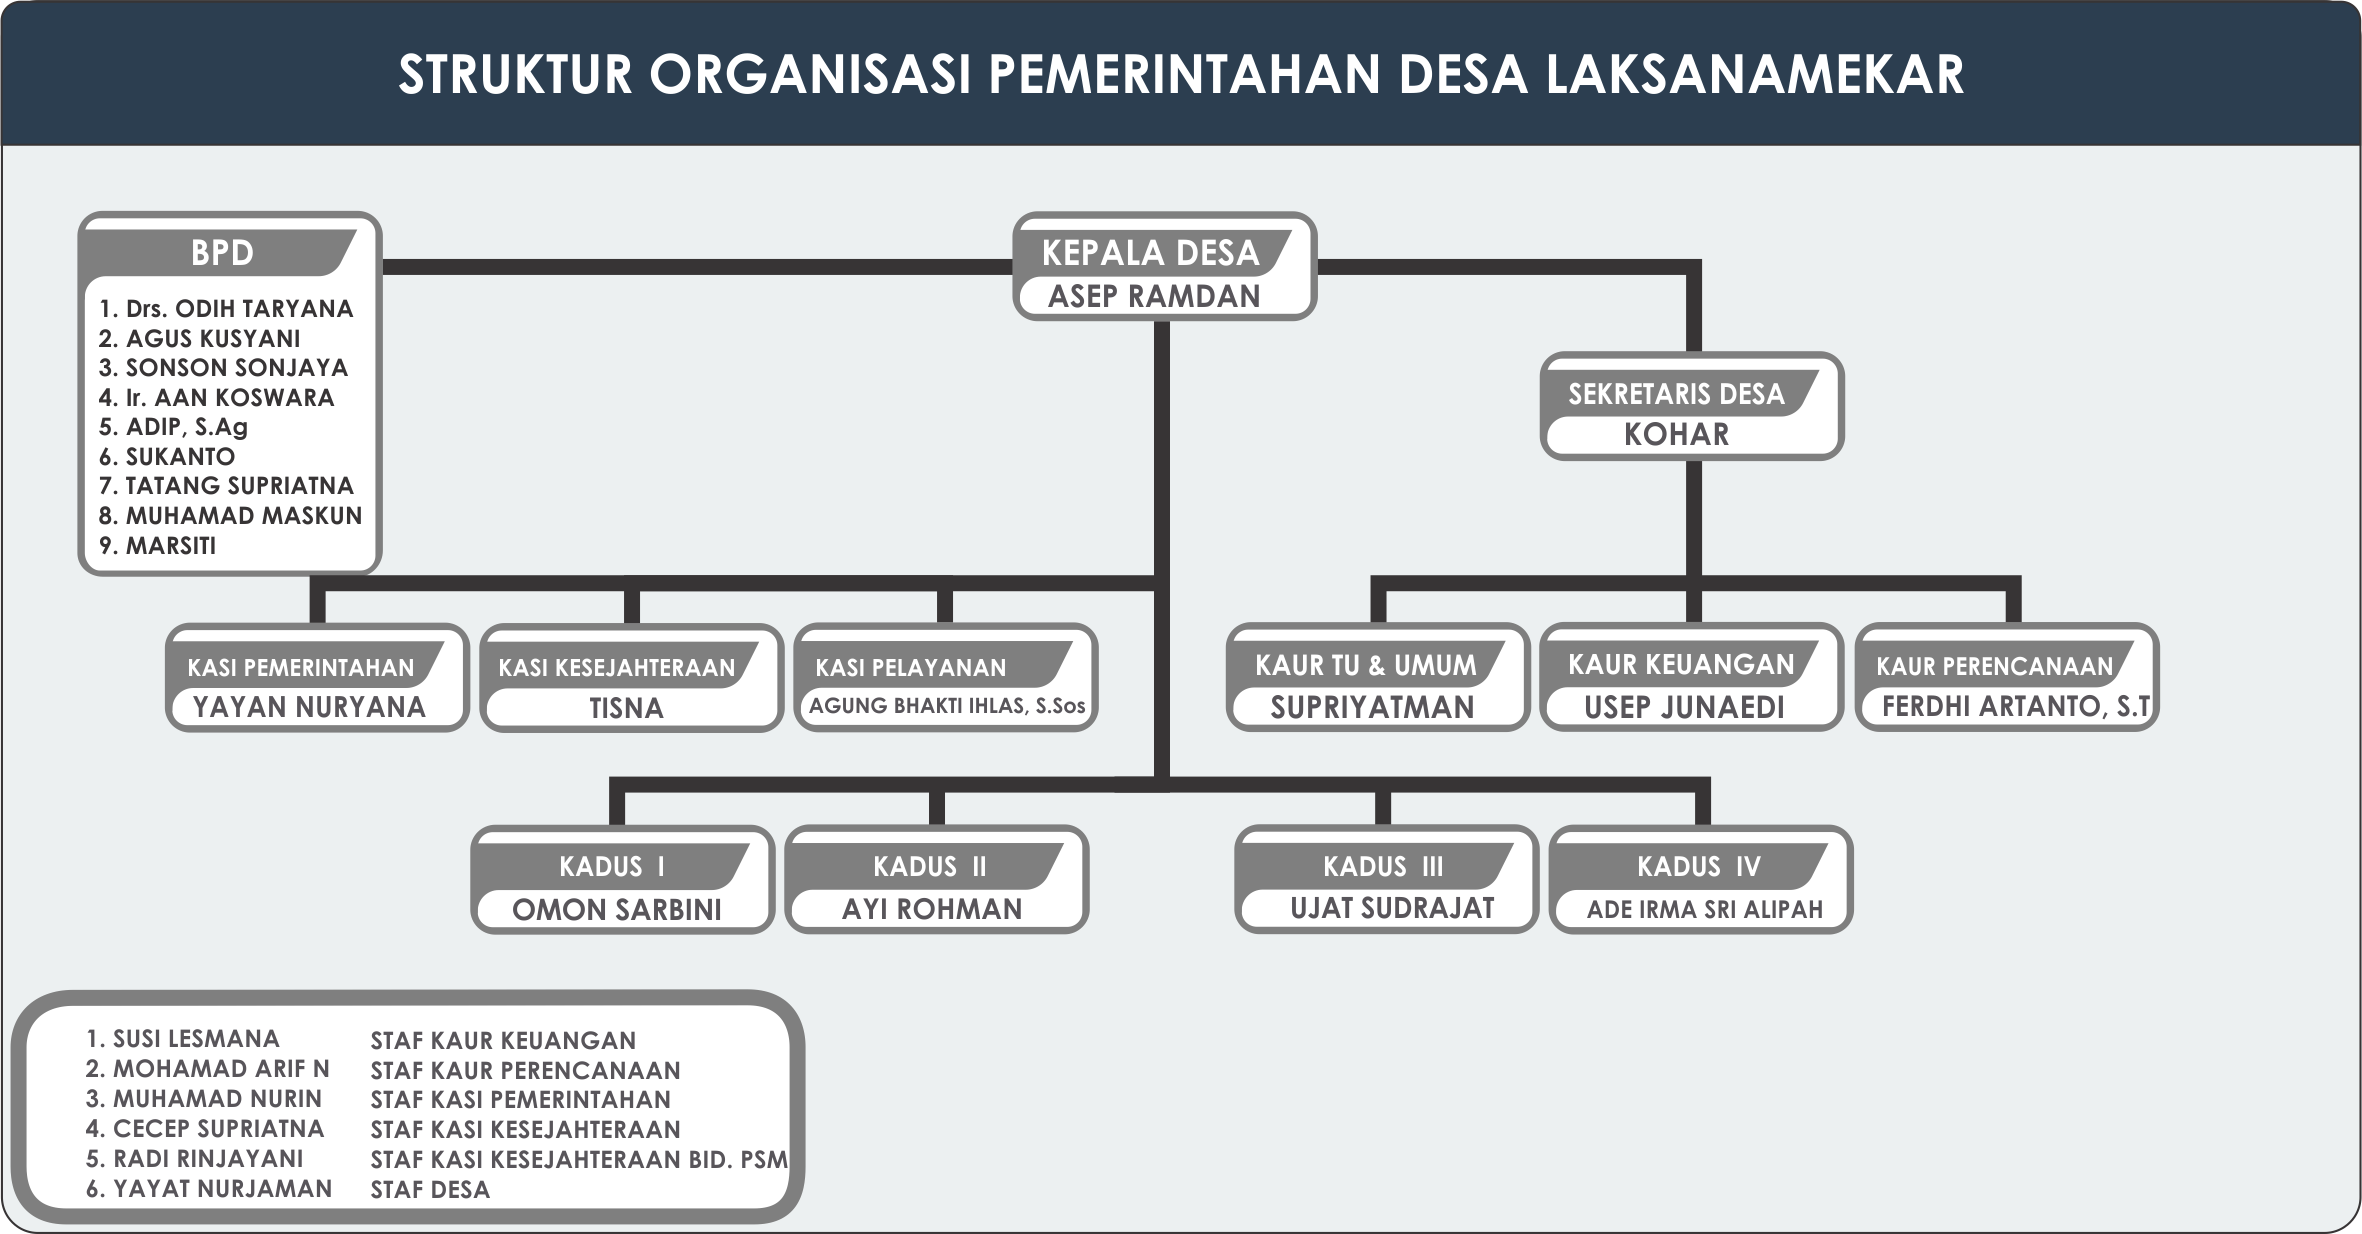 STRUKTUR ORGANISASI PEMERINTAHAN DESA LAKSANAMEKAR
BPD
1. Drs. ODIH TARYANA
2. AGUS KUSYANI
3. SONSON SONJAYA
4. Ir. AAN KOSWARA
5. ADIP, S.Ag
6. SUKANTO
7. TATANG SUPRIATNA
8. MUHAMAD MASKUN
9. MARSITI
KEPALA DESA
ASEP RAMDAN
SEKRETARIS DESA
KOHAR
KASI PEMERINTAHAN
YAYAN NURYANA
KASI KESEJAHTERAAN
TISNA
KASI PELAYANAN
AGUNG BHAKTI IHLAS, S.Sos
KAUR TU & UMUM
SUPRIYATMAN
KAUR KEUANGAN
USEP JUNAEDI
KAUR PERENCANAAN
FERDHI ARTANTO, S.T
KADUS I
OMON SARBINI
KADUS II
AYI ROHMAN
KADUS III
UJAT SUDRAJAT
KADUS IV
ADE IRMA SRI ALIPAH
1. SUSI LESMANA STAF KAUR KEUANGAN
2. MOHAMAD ARIF N STAF KAUR PERENCANAAN
3. MUHAMAD NURIN STAF KASI PEMERINTAHAN
4. CECEP SUPRIATNA STAF KASI KESEJAHTERAAN
5. RADI RINJAYANI STAF KASI KESEJAHTERAAN BID. PSM
6. YAYAT NURJAMAN STAF DESA